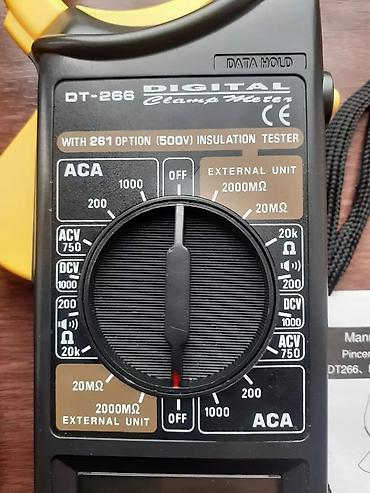 DATA HOLD
DT-266 DIGITAL
Clamp Meter
CE
WITH 261 OPTION (500V) INSULATION TESTER
ACA
1000
200
OFF
EXTERNAL UNIT
2000MΩ
20MΩ
ACV
750
DCV
1000
200
Ω
20k
20k
Ω
200
DCV
1000
ACV
750
20MΩ
2000MΩ
EXTERNAL UNIT
OFF
1000
200
ACA
Manu
Pincer
DT266、